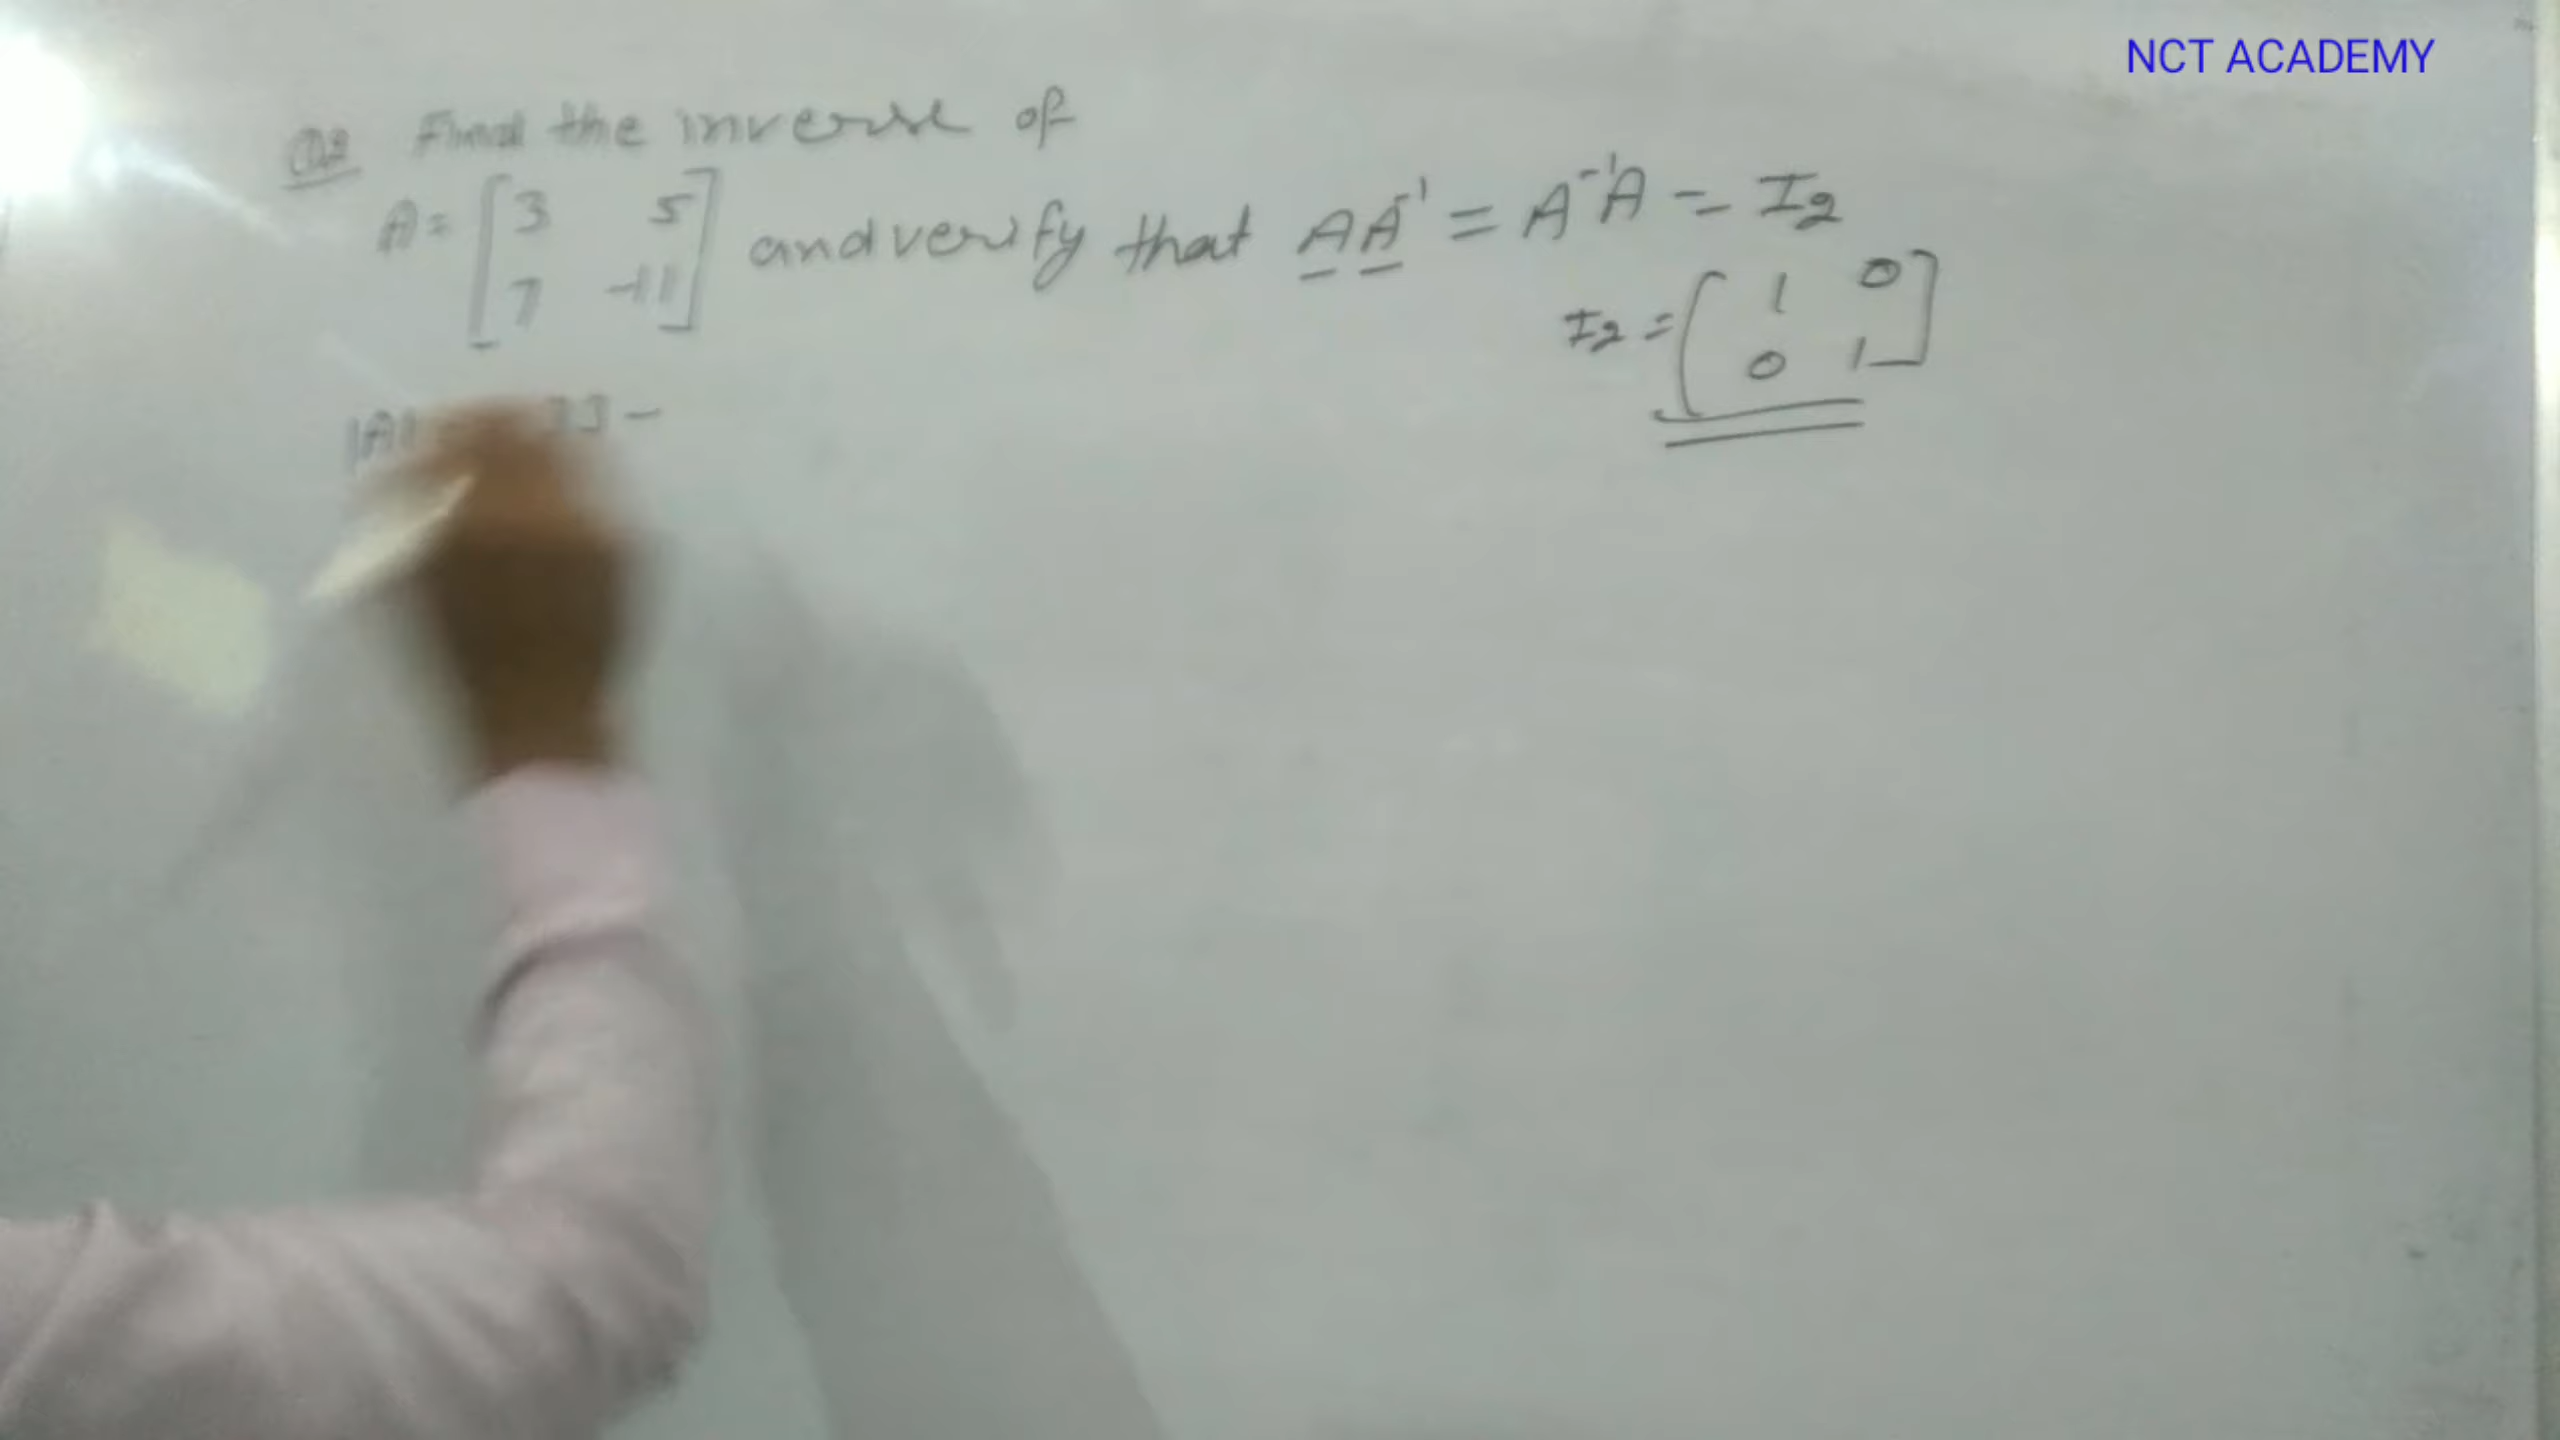 NCT ACADEMY
Q2 Find the inverse of
A = [3 5
7 -11] and verify that AA⁻¹ = A⁻¹A = I₂
I₂ = [1 0
0 1]
|A| 33 -